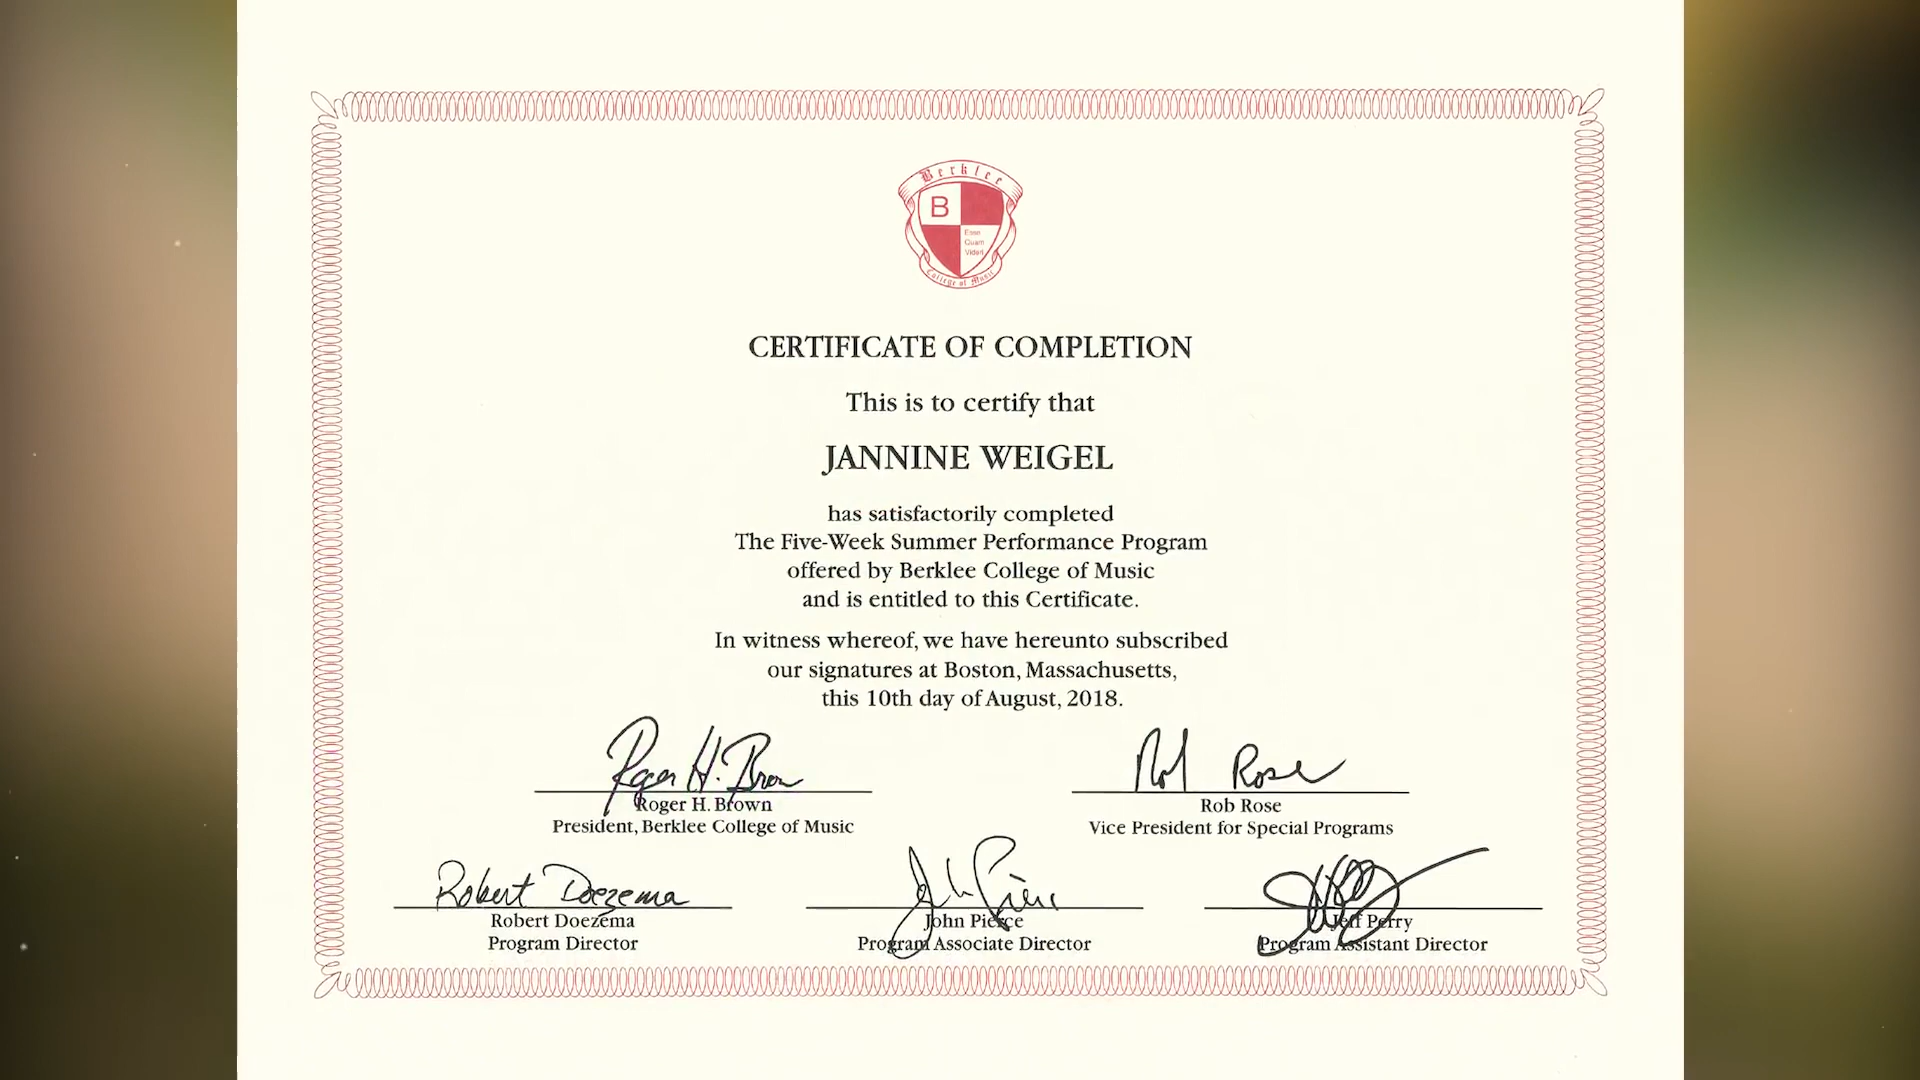 Berklee
B
Esse
Quam
Videri
College of Music
CERTIFICATE OF COMPLETION
This is to certify that
JANNINE WEIGEL
has satisfactorily completed
The Five-Week Summer Performance Program
offered by Berklee College of Music
and is entitled to this Certificate.
In witness whereof, we have hereunto subscribed
our signatures at Boston, Massachusetts,
this 10th day of August, 2018.
Roger H. Brown Rob Rose
Roger H. Brown Rob Rose
President, Berklee College of Music Vice President for Special Programs
Robert Doezema John Pierce
Robert Doezema John Pierce Jeff Perry
Program Director Program Associate Director Program Assistant Director